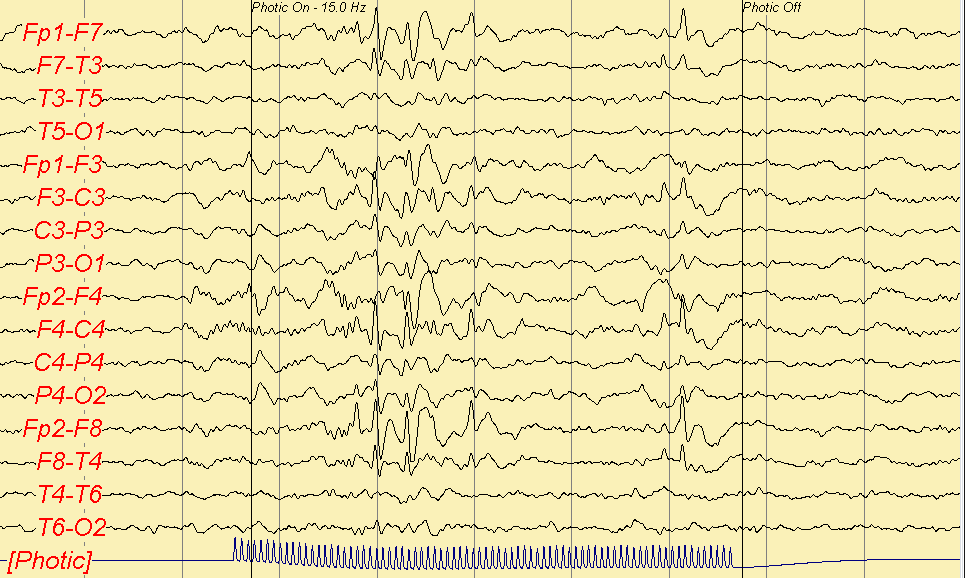 Photic On - 15.0 Hz Photic Off
Fp1-F7
F7-T3
T3-T5
T5-O1
Fp1-F3
F3-C3
C3-P3
P3-O1
Fp2-F4
F4-C4
C4-P4
P4-O2
Fp2-F8
F8-T4
T4-T6
T6-O2
[Photic]